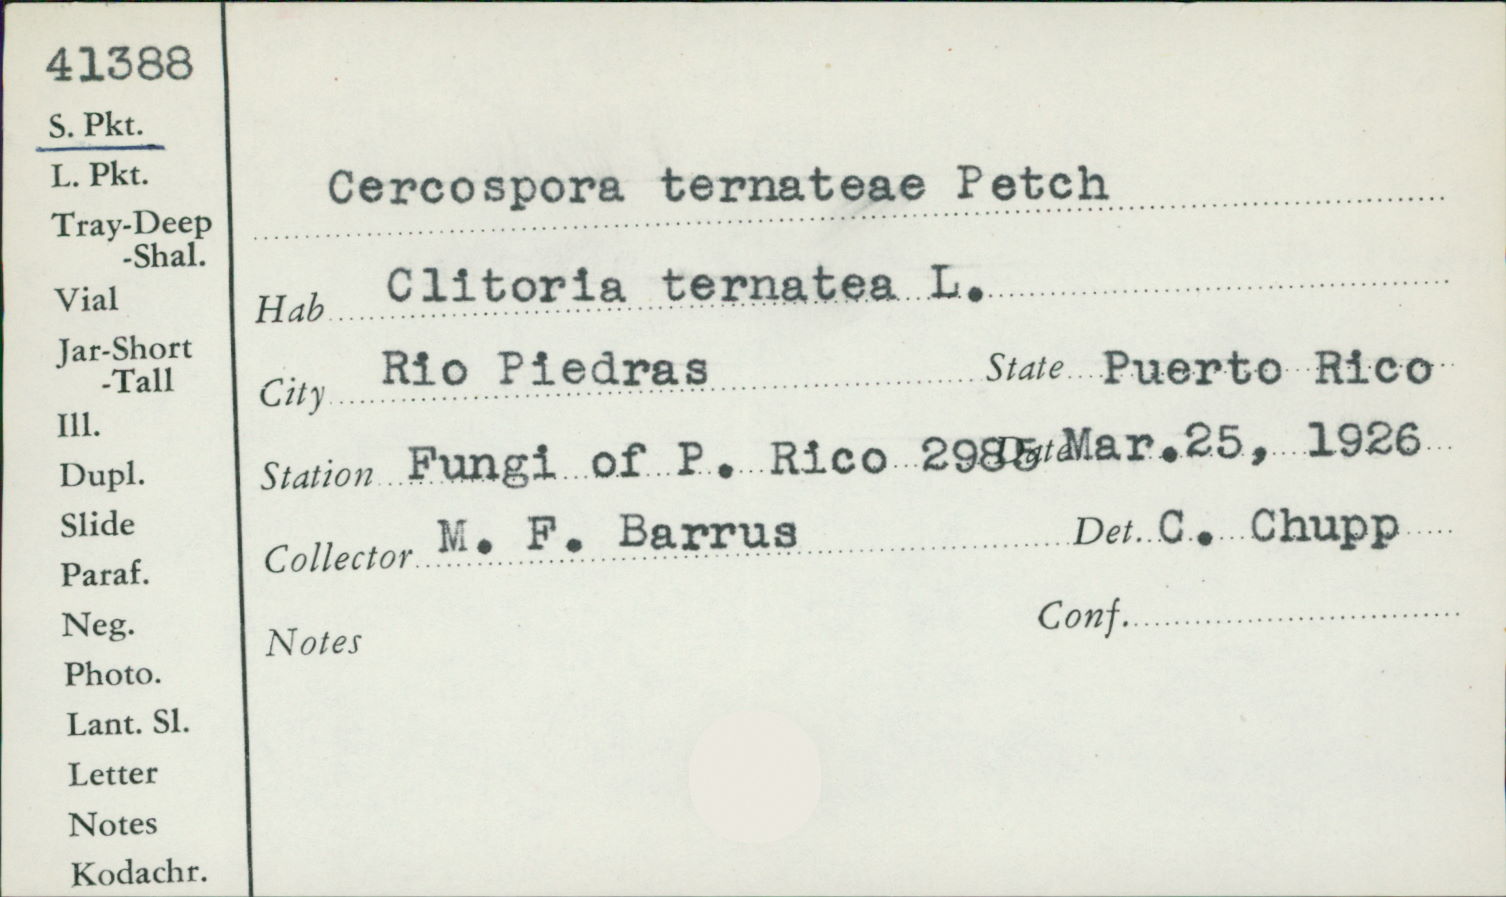 41388
S. Pkt.
L. Pkt.
Tray-Deep
-Shal.
Vial
Jar-Short
-Tall
Ill.
Dupl.
Slide
Paraf.
Neg.
Photo.
Lant. Sl.
Letter
Notes
Kodachr.
Cercospora ternateae Petch
Hab Clitoria ternatea L.
City Rio Piedras State Puerto Rico
Station Fungi of P. Rico 2985 Date Mar.25, 1926
Collector M. F. Barrus Det. C. Chupp
Conf.
Notes